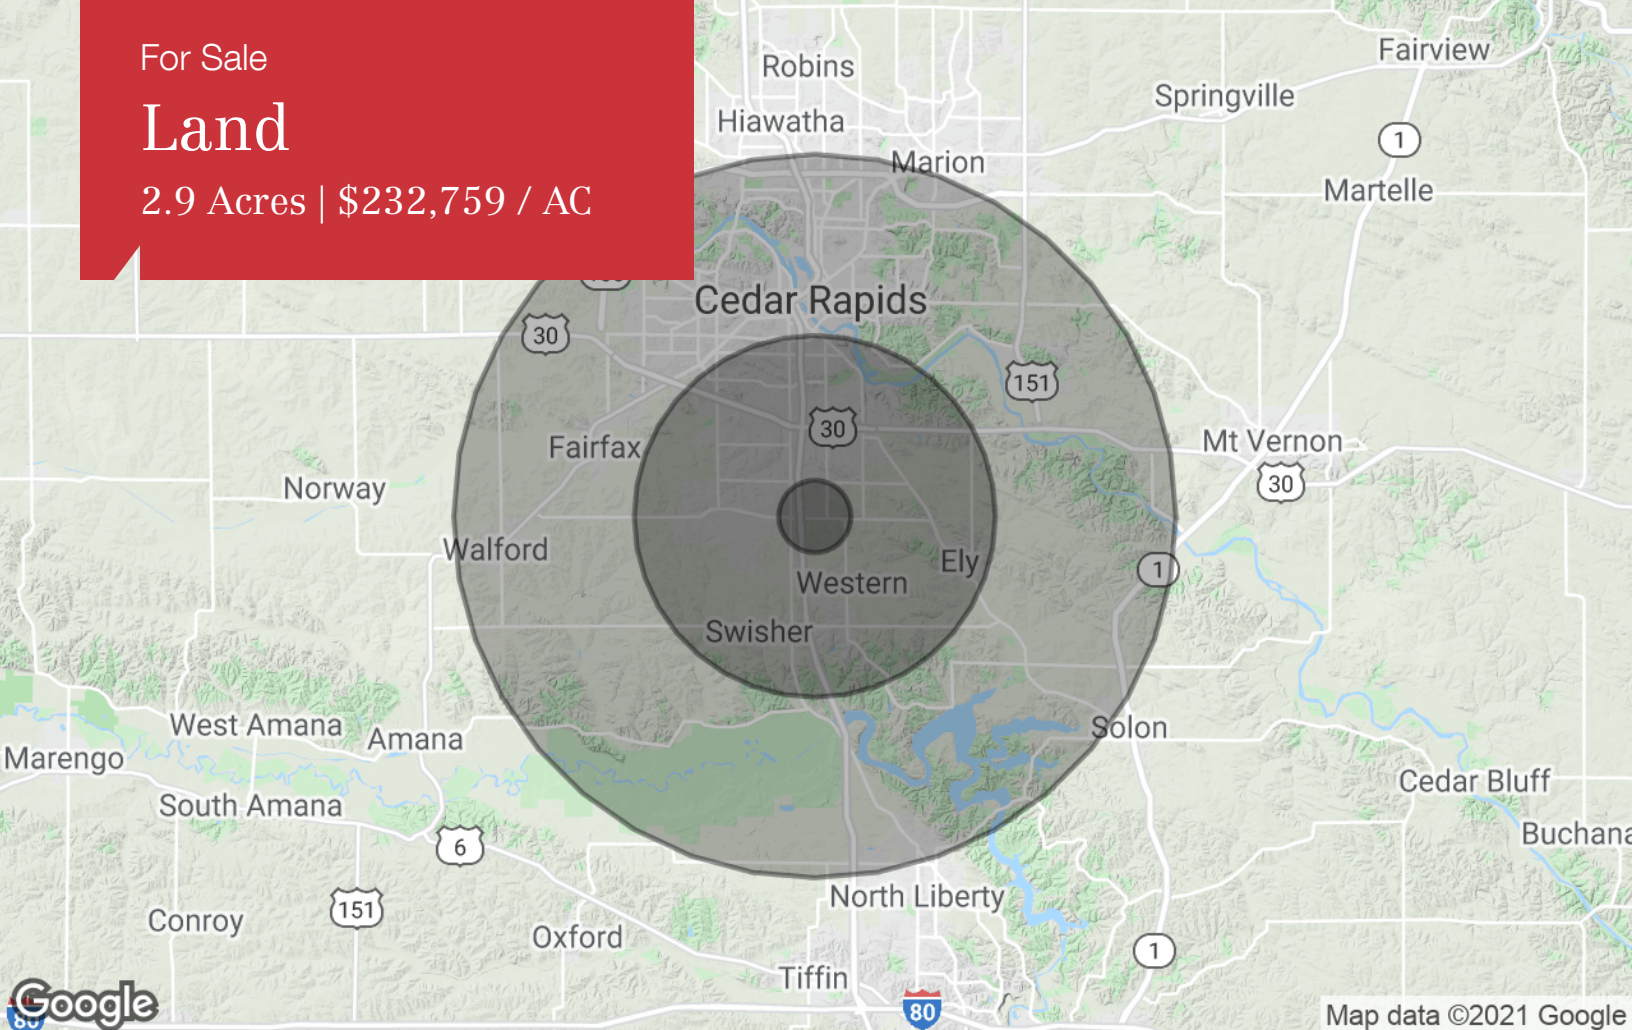 For Sale
Land
2.9 Acres | $232,759 / AC
Robins
Fairview
Springville
Hiawatha
1
Marion
Martelle
Cedar Rapids
30
151
30
Fairfax
Mt Vernon
30
Norway
Walford
Ely
1
Western
Swisher
West Amana
Amana
Solon
Marengo
Cedar Bluff
South Amana
Buchana
6
North Liberty
151
Conroy
Oxford
1
Tiffin
Google
80
80
Map data ©2021 Google